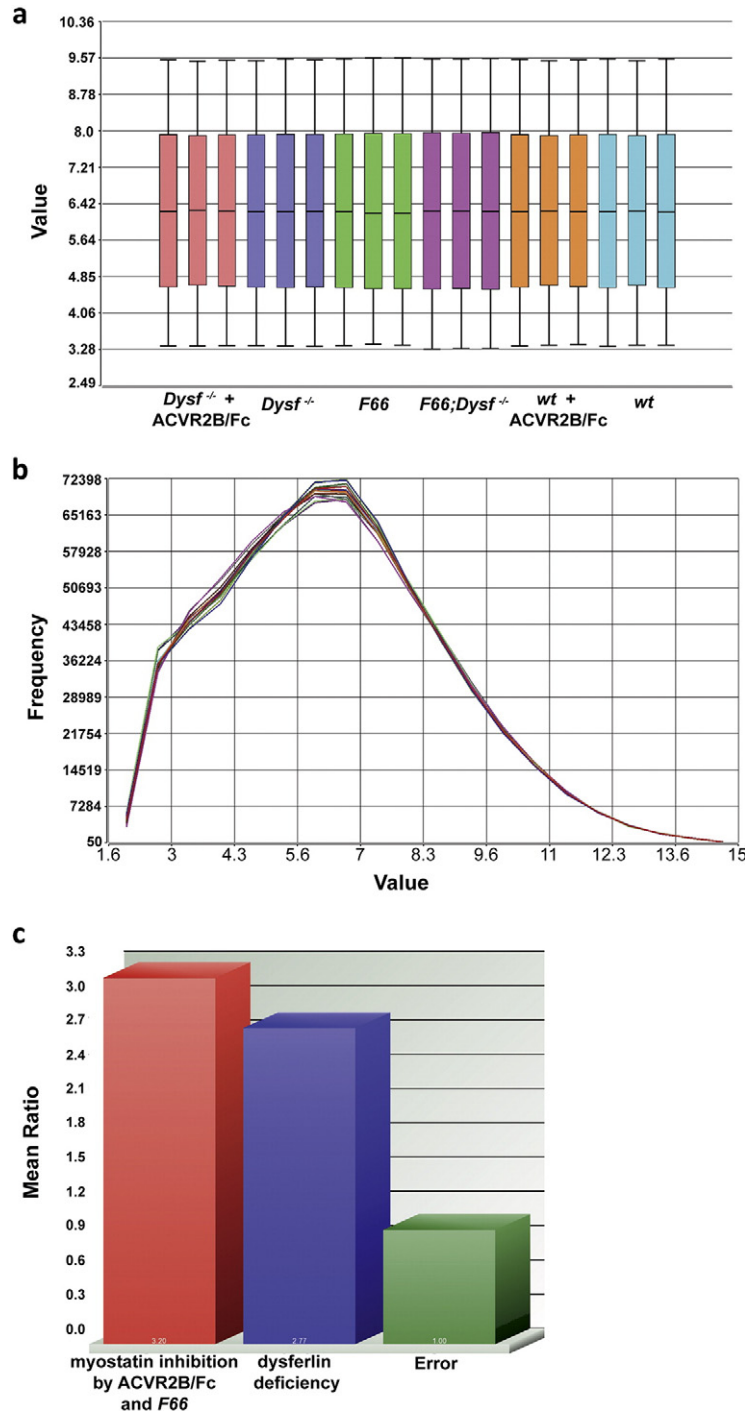 a
10.36
9.57
8.78
8.0
7.21
6.42
5.64
4.85
4.06
3.28
2.49
Value
Dysf -/- +
ACVR2B/Fc
Dysf -/-
F66
F66;Dysf -/-
wt +
ACVR2B/Fc
wt
b
72398
65163
57928
50693
43458
36224
28989
21754
14519
7284
50
Frequency
1.6 3 4.3 5.6 7 8.3 9.6 11 12.3 13.6 15
Value
c
3.3
3.0
2.7
2.4
2.1
1.8
1.5
1.2
0.9
0.6
0.3
0.0
Mean Ratio
3.20 2.77 1.00
myostatin inhibition
by ACVR2B/Fc
and F66
dysferlin
deficiency
Error